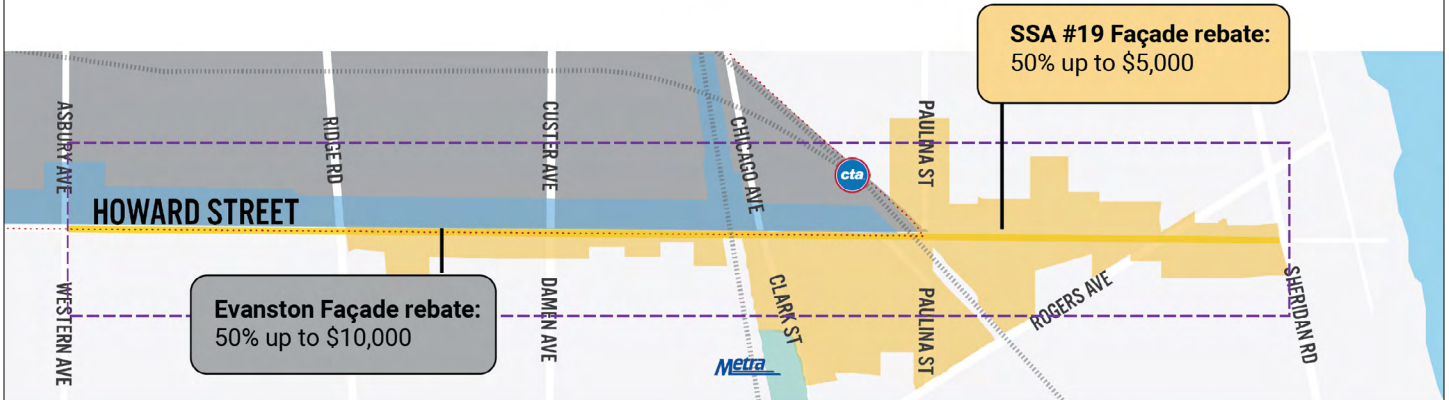 SSA #19 Façade rebate:
50% up to $5,000
ASBURY AVE
RIDGE RD
CUSTER AVE
CHICAGO AVE
PAULINA ST
cta
HOWARD STREET
Evanston Façade rebate:
50% up to $10,000
WESTERN AVE
DAMEN AVE
CLARK ST
PAULINA ST
ROGERS AVE
SHERIDAN RD
Metra